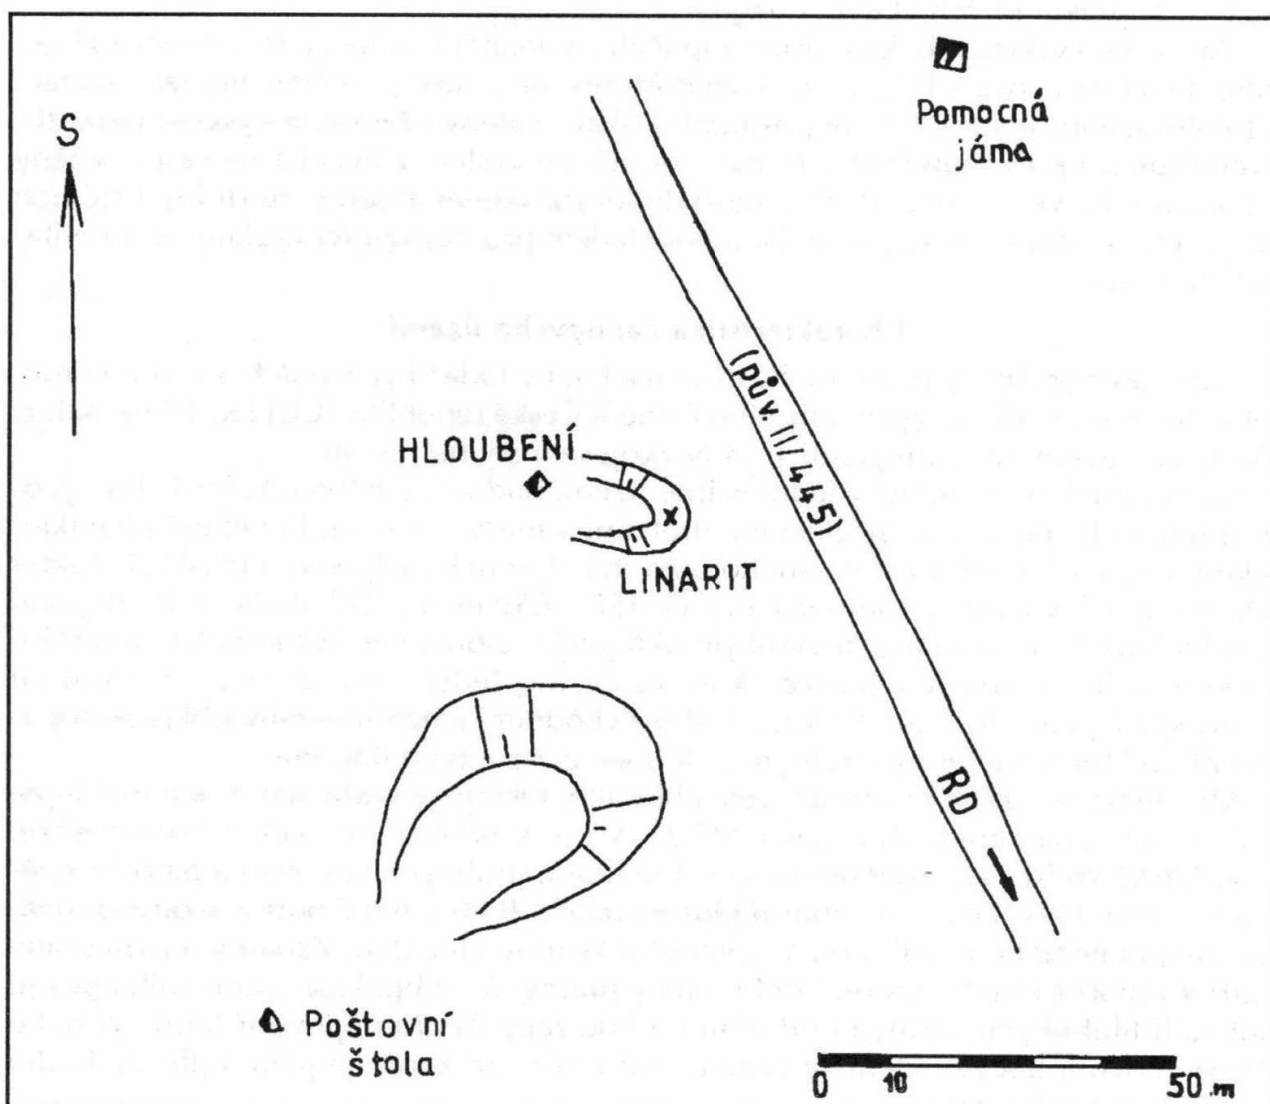 S
Pomocná
jáma
(pův. II/445)
HLOUBENÍ
x
LINARIT
RD
Poštovní
štola
0 10 50 m